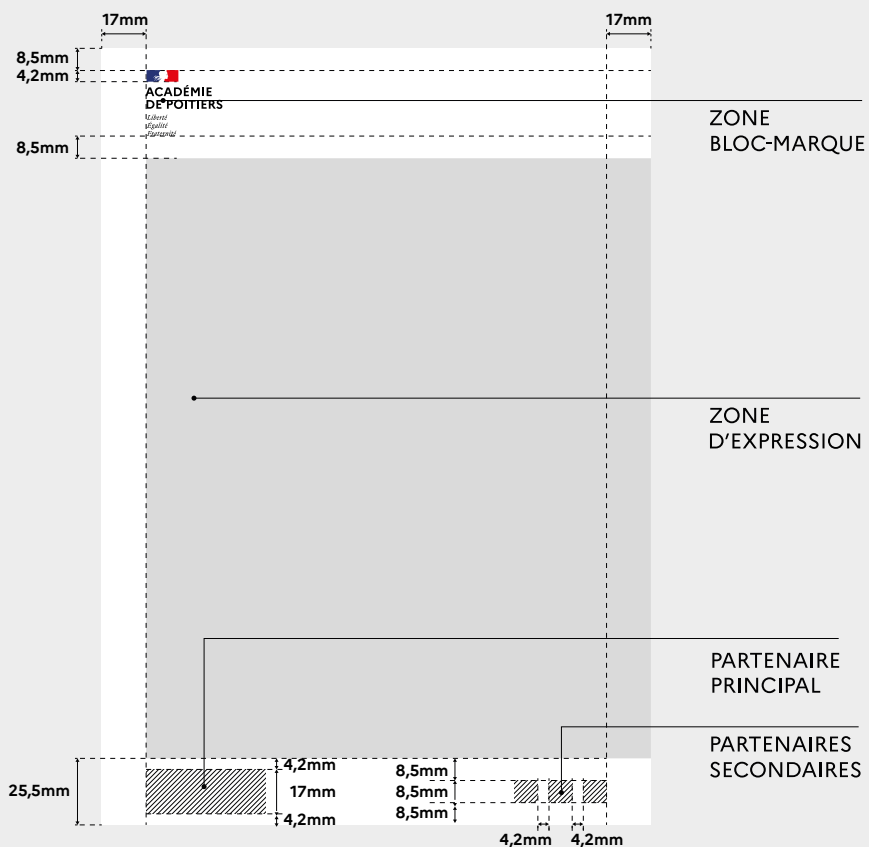 17mm
17mm
8,5mm
4,2mm
ACADÉMIE
DE POITIERS
Liberté
Égalité
Fraternité
8,5mm
ZONE
BLOC-MARQUE
ZONE
D'EXPRESSION
PARTENAIRE
PRINCIPAL
PARTENAIRES
SECONDAIRES
25,5mm
4,2mm
17mm
4,2mm
8,5mm
8,5mm
8,5mm
4,2mm
4,2mm